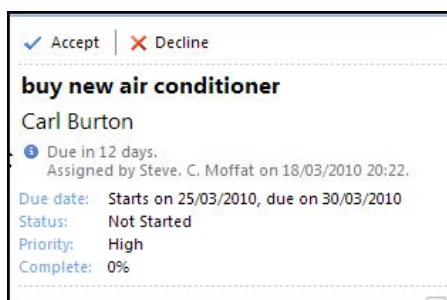 Accept Decline
buy new air conditioner
Carl Burton
Due in 12 days.
Assigned by Steve. C. Moffat on 18/03/2010 20:22.
Due date: Starts on 25/03/2010, due on 30/03/2010
Status: Not Started
Priority: High
Complete: 0%